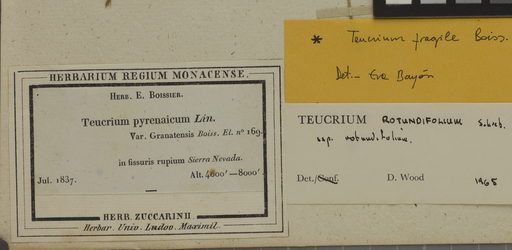 HERBARIUM REGIUM MONACENSE.
HERB. E. BOISSIER.
Teucrium pyrenaicum Lin.
Var. Granatensis Boiss. El. nº 169.
in fissuris rupium Sierra Nevada.
Jul. 1837. Alt. 4000'—8000'.
HERB. ZUCCARINII.
Herbar. Univ. Ludov. Maximil.
* Teucrium fragile Boiss.
Det.- Eva Bayón
TEUCRIUM ROTUNDIFOLIUM Schreb.
ssp. rotundifolium.
Det./Conf. D. Wood 1965